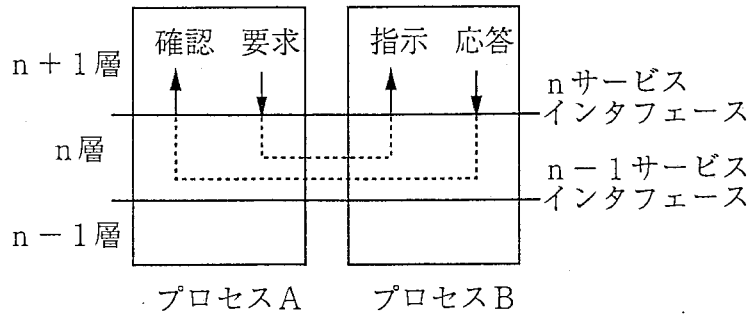 確認 要求 指示 応答
n+1層
nサービス
インタフェース
n層
n-1サービス
インタフェース
n-1層
プロセスA プロセスB